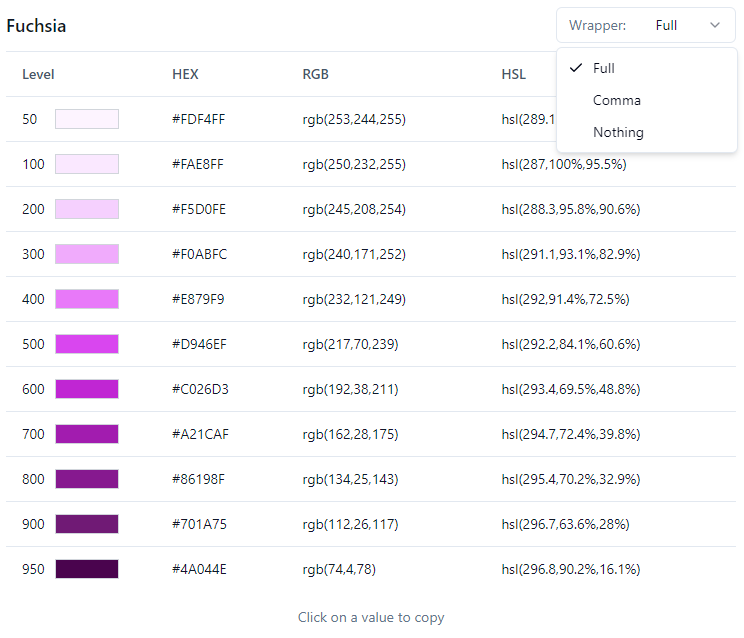 Fuchsia
Wrapper: Full
Full
Comma
Nothing
Level HEX RGB HSL
50 #FDF4FF rgb(253,244,255) hsl(289.1
100 #FAE8FF rgb(250,232,255) hsl(287,100%,95.5%)
200 #F5D0FE rgb(245,208,254) hsl(288.3,95.8%,90.6%)
300 #F0ABFC rgb(240,171,252) hsl(291.1,93.1%,82.9%)
400 #E879F9 rgb(232,121,249) hsl(292,91.4%,72.5%)
500 #D946EF rgb(217,70,239) hsl(292.2,84.1%,60.6%)
600 #C026D3 rgb(192,38,211) hsl(293.4,69.5%,48.8%)
700 #A21CAF rgb(162,28,175) hsl(294.7,72.4%,39.8%)
800 #86198F rgb(134,25,143) hsl(295.4,70.2%,32.9%)
900 #701A75 rgb(112,26,117) hsl(296.7,63.6%,28%)
950 #4A044E rgb(74,4,78) hsl(296.8,90.2%,16.1%)
Click on a value to copy